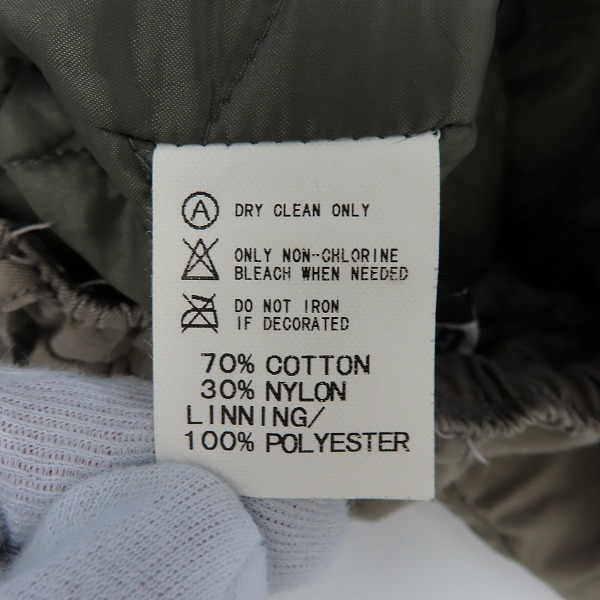 A DRY CLEAN ONLY
ONLY NON-CHLORINE
BLEACH WHEN NEEDED
DO NOT IRON
IF DECORATED
70% COTTON
30% NYLON
LINNING/
100% POLYESTER